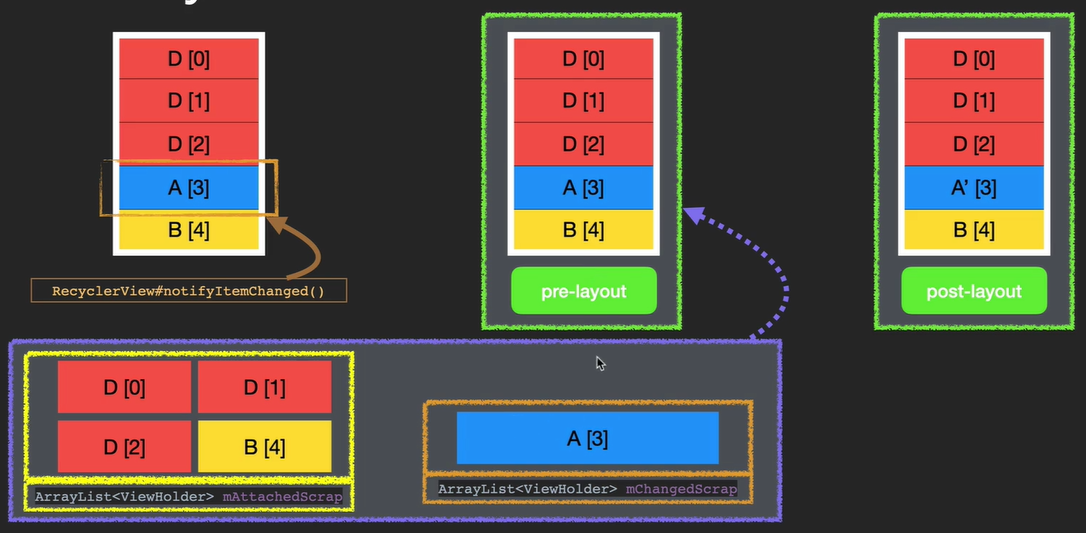 D [0]
D [1]
D [2]
A [3]
B [4]
RecyclerView#notifyItemChanged()
D [0]
D [1]
D [2]
A [3]
B [4]
pre-layout
D [0]
D [1]
D [2]
A’ [3]
B [4]
post-layout
D [0] D [1]
D [2] B [4]
ArrayList<ViewHolder> mAttachedScrap
A [3]
ArrayList<ViewHolder> mChangedScrap